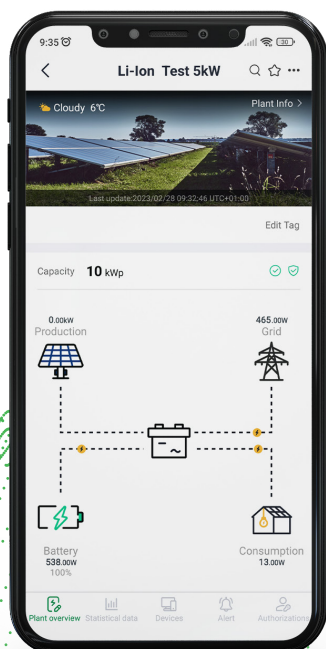 9:35
30
Li-Ion Test 5kW
Cloudy 6℃
Plant Info >
Last update:2023/02/28 09:32:46 UTC+01:00
Edit Tag
Capacity 10 kWp
0.00kW
Production
465.00W
Grid
Battery
538.00W
100%
Consumption
13.00W
Plant overview Statistical data Devices Alert Authorizations